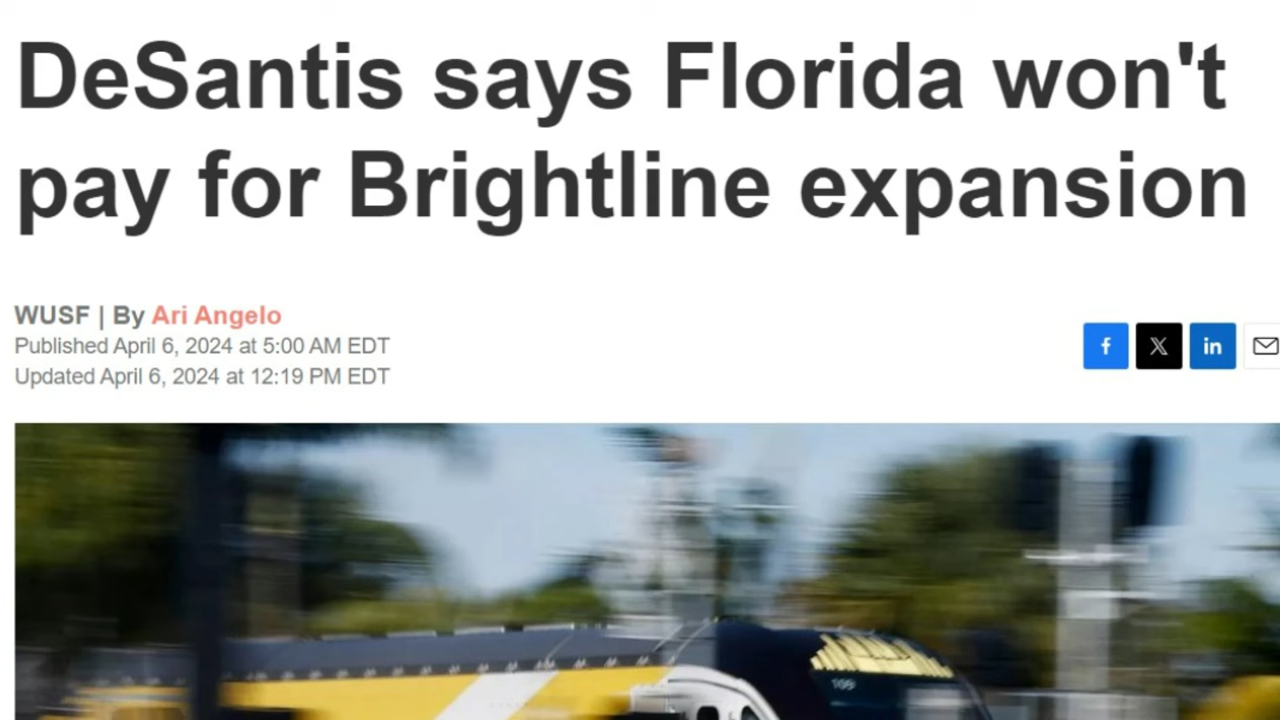 DeSantis says Florida won't
pay for Brightline expansion
WUSF | By Ari Angelo
Published April 6, 2024 at 5:00 AM EDT
Updated April 6, 2024 at 12:19 PM EDT
f X in